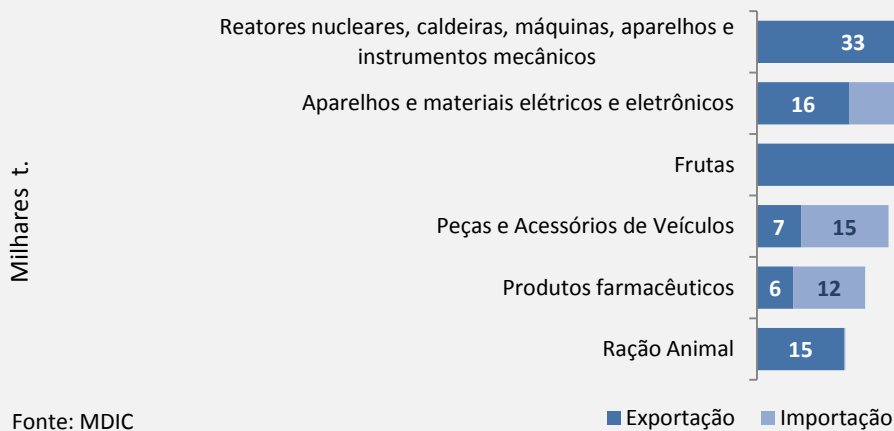 Reatores nucleares, caldeiras, máquinas, aparelhos e
instrumentos mecânicos
33
Aparelhos e materiais elétricos e eletrônicos
16
Frutas
Milhares t.
Peças e Acessórios de Veículos
7 15
Produtos farmacêuticos
6 12
Ração Animal
15
Fonte: MDIC
Exportação Importação